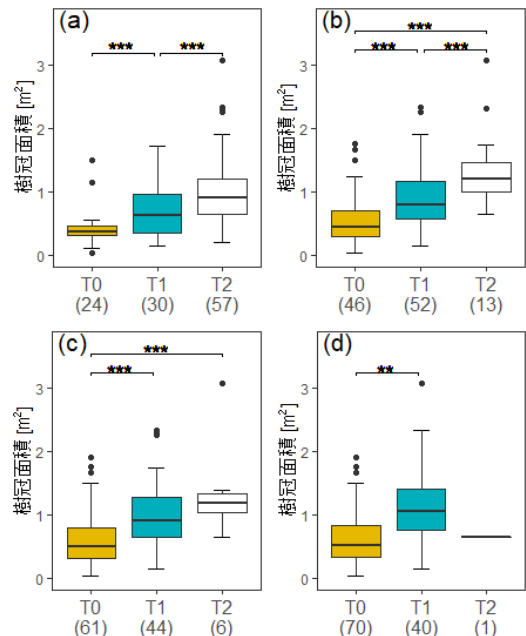 (a)
*** ***
樹冠面積 [m²]
3
2
1
0
T0 T1 T2
(24) (30) (57)
(b)
***
*** ***
樹冠面積 [m²]
3
2
1
0
T0 T1 T2
(46) (52) (13)
(c)
***
***
樹冠面積 [m²]
3
2
1
0
T0 T1 T2
(61) (44) (6)
(d)
**
樹冠面積 [m²]
3
2
1
0
T0 T1 T2
(70) (40) (1)